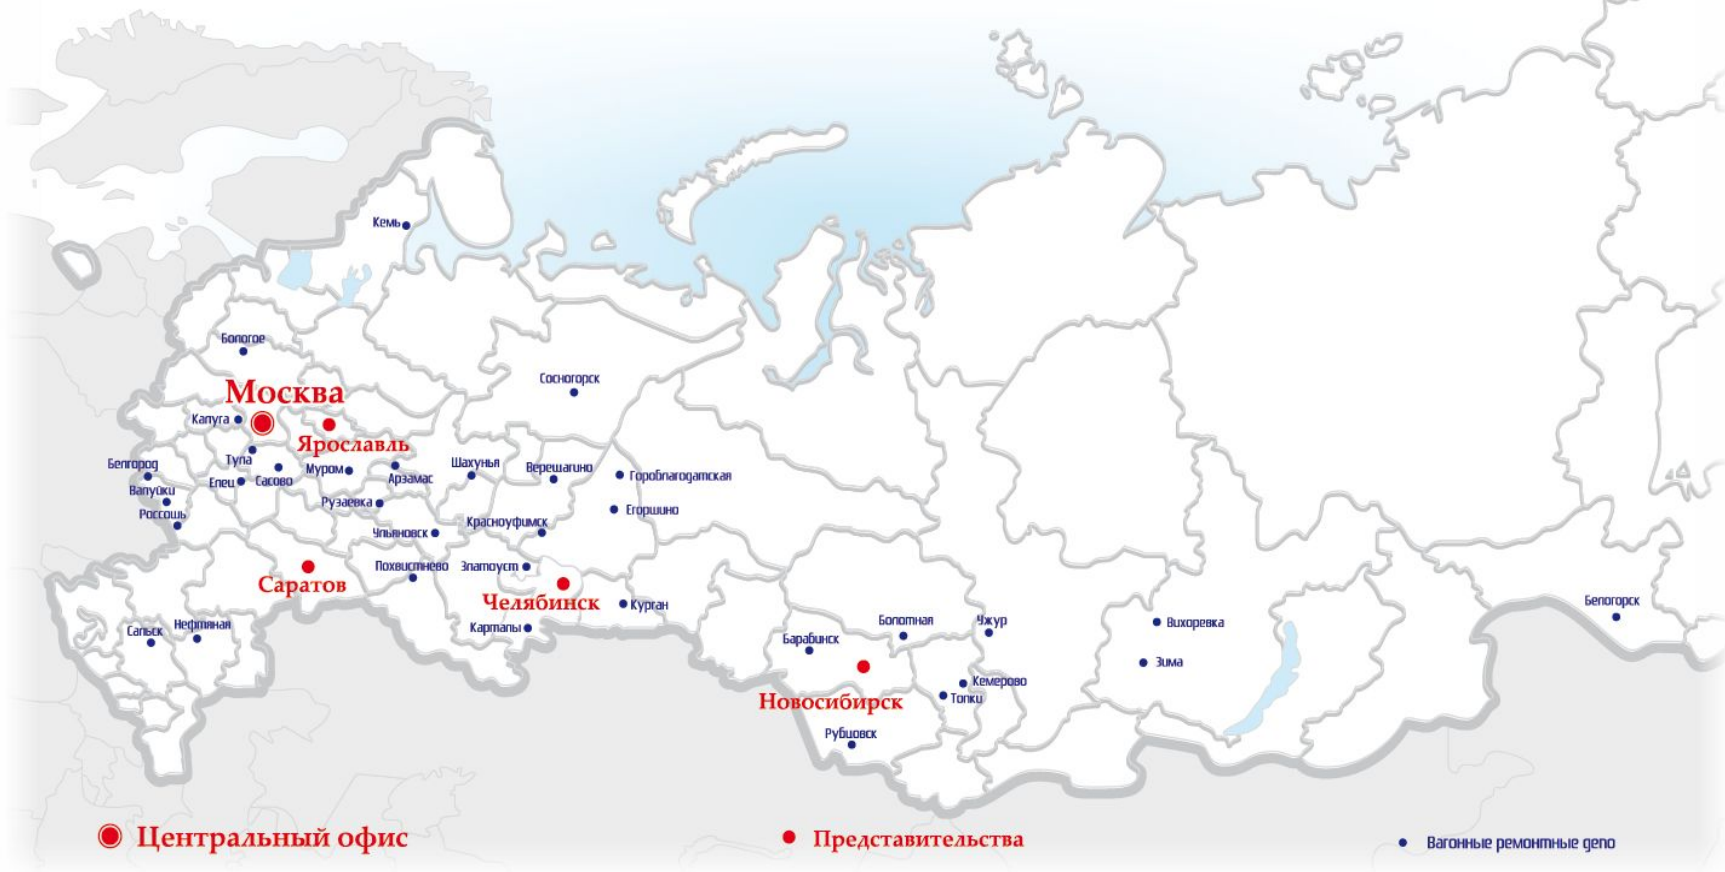 Кемь
Бологое
Сосногорск
Москва
Калуга
Ярославль
Тула
Белгород
Муром
Арзамас
Шахунья
Верещагино
Гороблагодатская
Елец
Сасово
Валуйки
Рузаевка
Россошь
Егоршино
Красноуфимск
Ульяновск
Похвистнево
Златоуст
Саратов
Челябинск
Курган
Белогорск
Сальск
Нефтяная
Карталы
Болотная
Ужур
Вихоревка
Барабинск
Зима
Кемерово
Топки
Новосибирск
Рубцовск
Центральный офис
Представительства
Вагонные ремонтные депо